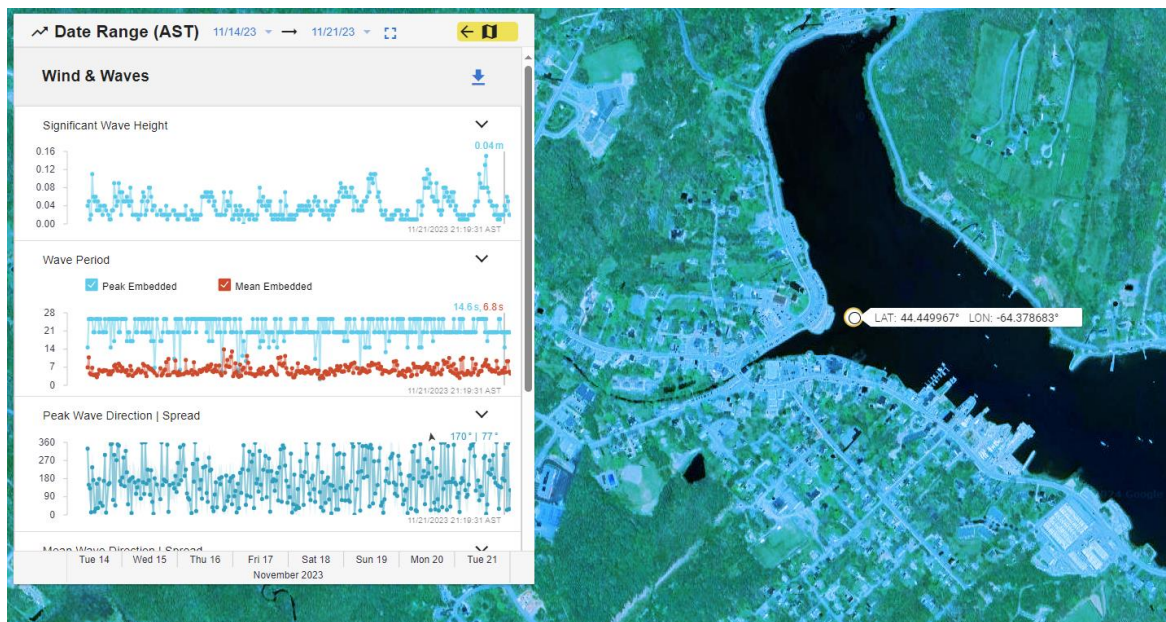 Date Range (AST) 11/14/23 → 11/21/23
Wind & Waves
Significant Wave Height
0.04 m
0.16
0.12
0.08
0.04
0.00
11/21/2023 21:19:31 AST
Wave Period
Peak Embedded Mean Embedded
14.6 s, 6.8 s
28
21
14
7
0
11/21/2023 21:19:31 AST
Peak Wave Direction | Spread
170° | 77°
360
270
180
90
0
11/21/2023 21:19:31 AST
Mean Wave Direction | Spread
Tue 14 Wed 15 Thu 16 Fri 17 Sat 18 Sun 19 Mon 20 Tue 21
November 2023
LAT: 44.449967° LON: -64.378683°